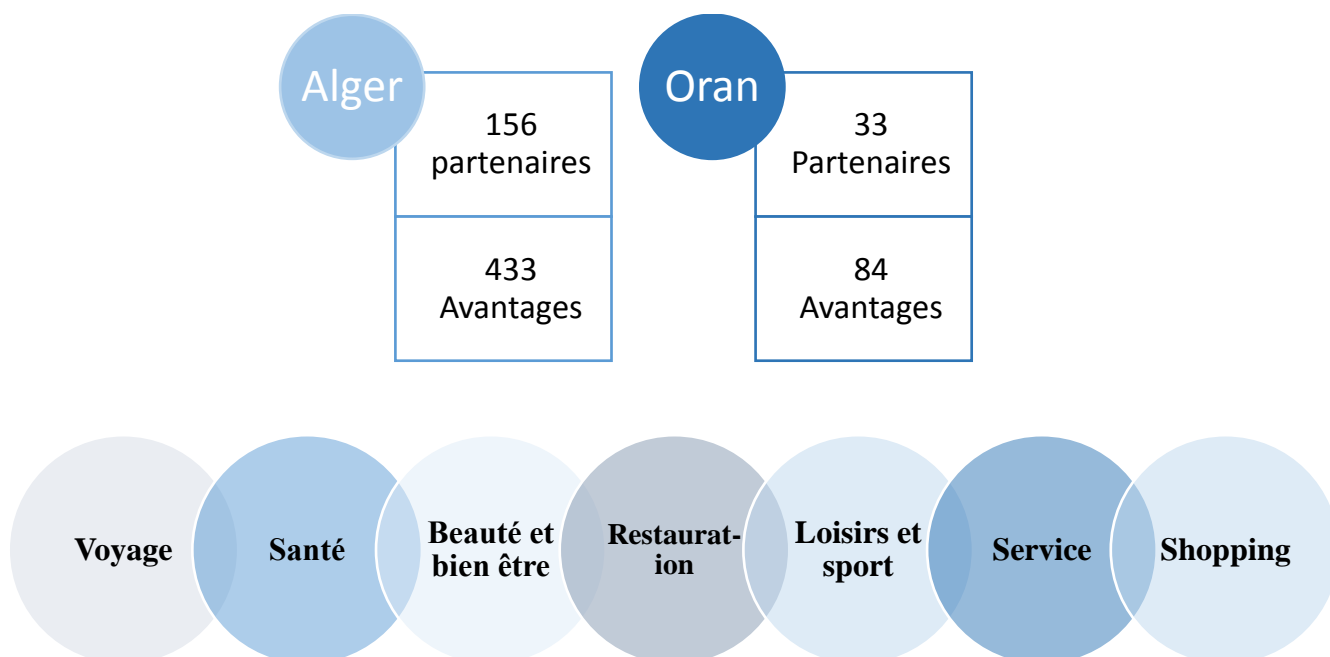 Alger
156
partenaires
433
Avantages
Oran
33
Partenaires
84
Avantages
Voyage
Santé
Beauté et
bien être
Restaurat-
ion
Loisirs et
sport
Service
Shopping